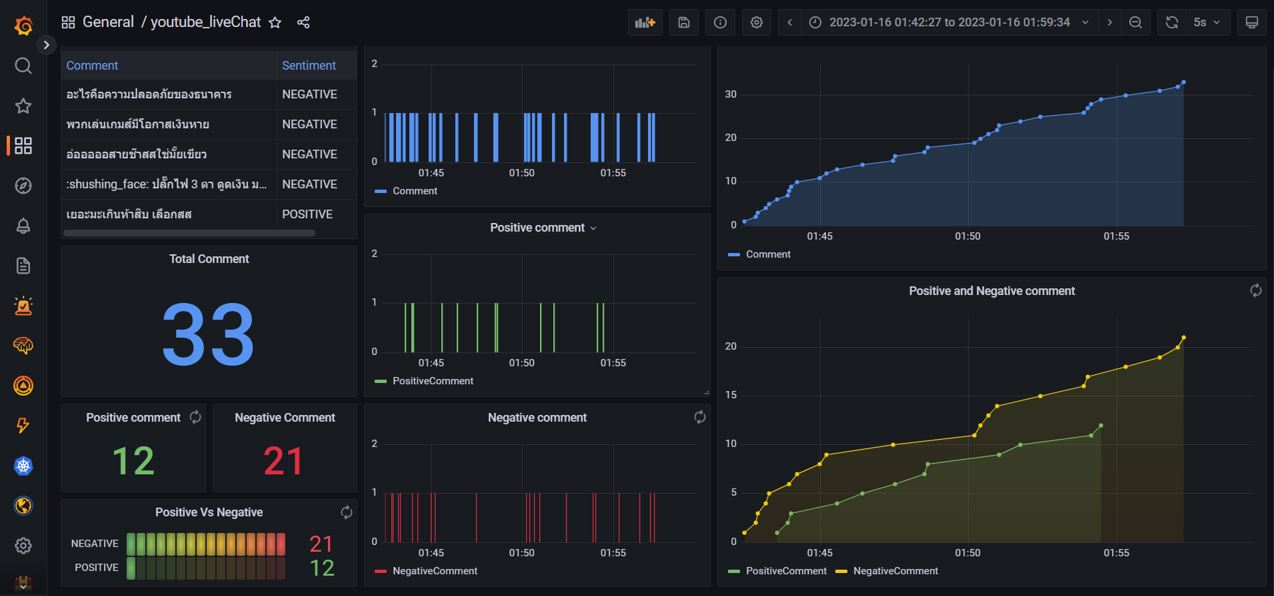 General / youtube_liveChat
2023-01-16 01:42:27 to 2023-01-16 01:59:34
5s
Comment Sentiment
อะไรคือความปลอดภัยของธนาคาร NEGATIVE
พวกเล่นเกมส์มีโอกาสเงินหาย NEGATIVE
อ่อออออสายช๊าสสใช่มั้ยเขียว NEGATIVE
:shushing_face: ปลั๊กไฟ 3 ตา ดูดเงิน ม... NEGATIVE
เยอะมะเกินห้าสิบ เลือกสส POSITIVE
Total Comment
33
Positive comment
12
Negative Comment
21
Positive Vs Negative
NEGATIVE 21
POSITIVE 12
2
1
0
01:45 01:50 01:55
Comment
Positive comment
2
1
0
01:45 01:50 01:55
PositiveComment
Negative comment
2
1
0
01:45 01:50 01:55
NegativeComment
30
20
10
0
01:45 01:50 01:55
Comment
Positive and Negative comment
20
15
10
5
0
01:45 01:50 01:55
PositiveComment NegativeComment